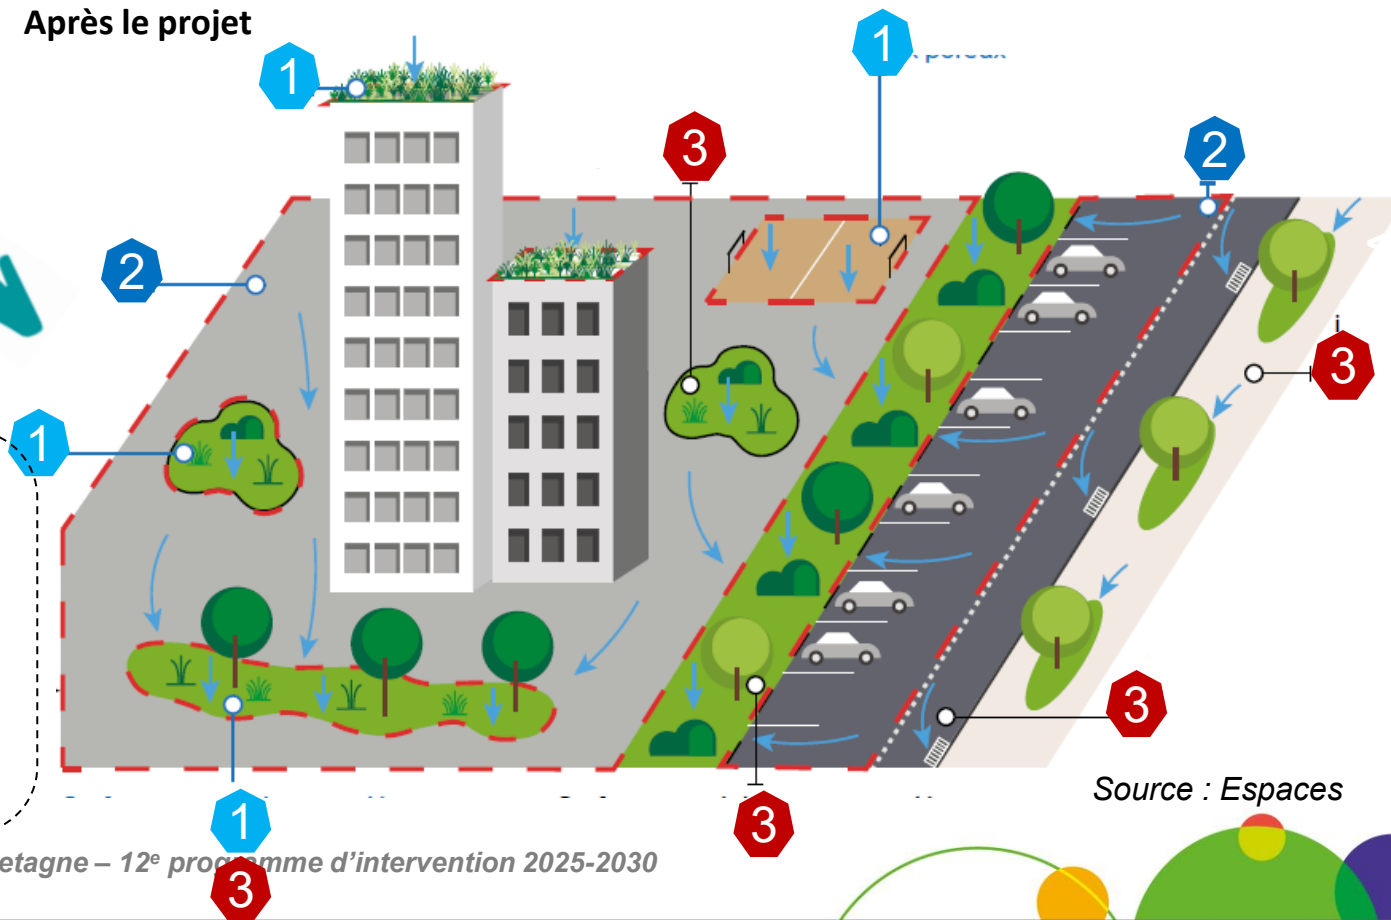 Après le projet
1
1
poreux
3
2
2
3
1
3
1
3
3
Source : Espaces
etagne – 12e programme d'intervention 2025-2030